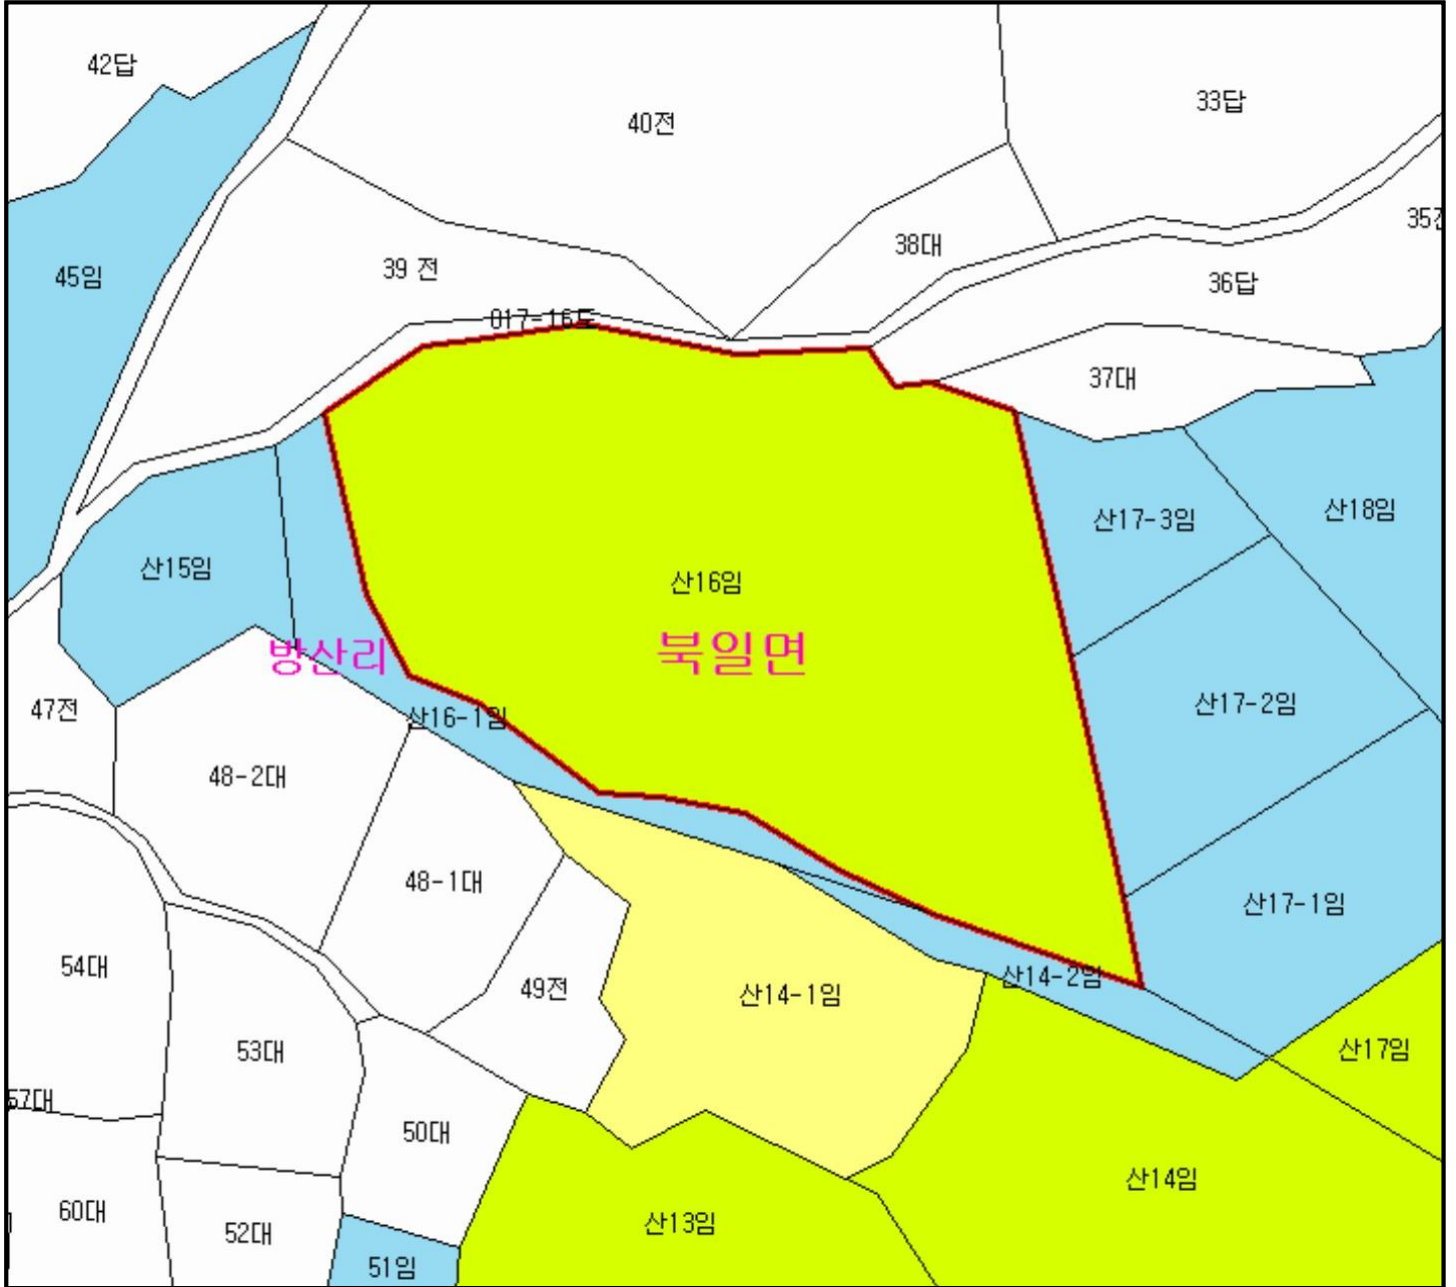 42답
33답
40전
35전
38대
45임
39 전
36답
017-16도
37대
산18임
산17-3임
산15임
산16임
방산리
북일면
산17-2임
47전
산16-1임
48-2대
48-1대
산17-1임
54대
산14-2임
49전
산14-1임
53대
산17임
57대
50대
산14임
60대
산13임
52대
51임